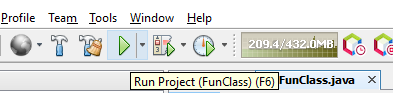 Profile Team Tools Window Help
209.4/432.0MB
Run Project (FunClass) (F6)
FunClass.java